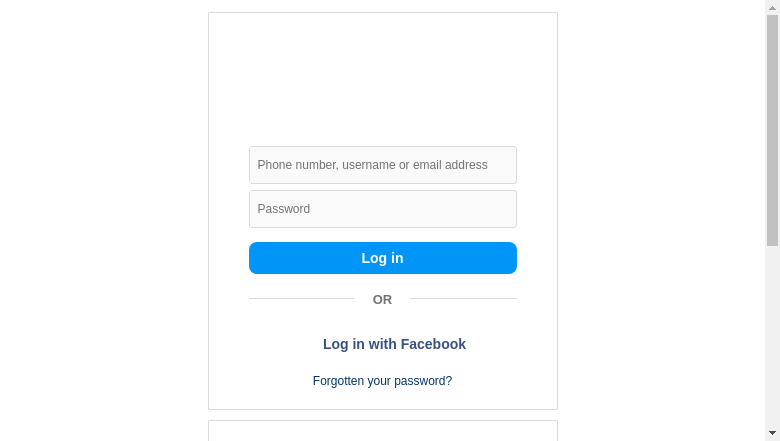 Phone number, username or email address
Password
Log in
OR
Log in with Facebook
Forgotten your password?